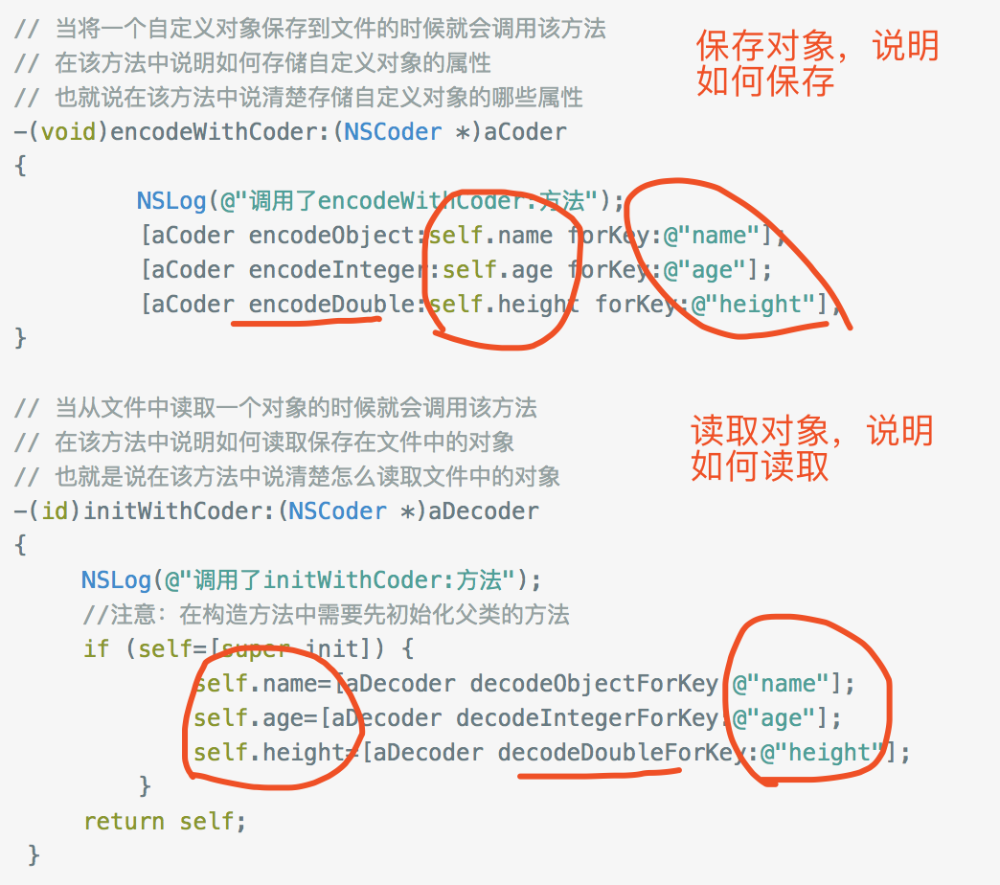 // 当将一个自定义对象保存到文件的时候就会调用该方法
// 在该方法中说明如何存储自定义对象的属性
// 也就说在该方法中说清楚存储自定义对象的哪些属性
-(void)encodeWithCoder:(NSCoder *)aCoder
{
NSLog(@"调用了encodeWithCoder:方法");
[aCoder encodeObject:self.name forKey:@"name"];
[aCoder encodeInteger:self.age forKey:@"age"];
[aCoder encodeDouble:self.height forKey:@"height"];
}
保存对象，说明
如何保存
// 当从文件中读取一个对象的时候就会调用该方法
// 在该方法中说明如何读取保存在文件中的对象
// 也就是说在该方法中说清楚怎么读取文件中的对象
-(id)initWithCoder:(NSCoder *)aDecoder
{
NSLog(@"调用了initWithCoder:方法");
//注意：在构造方法中需要先初始化父类的方法
if (self=[super init]) {
self.name=[aDecoder decodeObjectForKey:@"name"];
self.age=[aDecoder decodeIntegerForKey:@"age"];
self.height=[aDecoder decodeDoubleForKey:@"height"];
}
return self;
}
读取对象，说明
如何读取